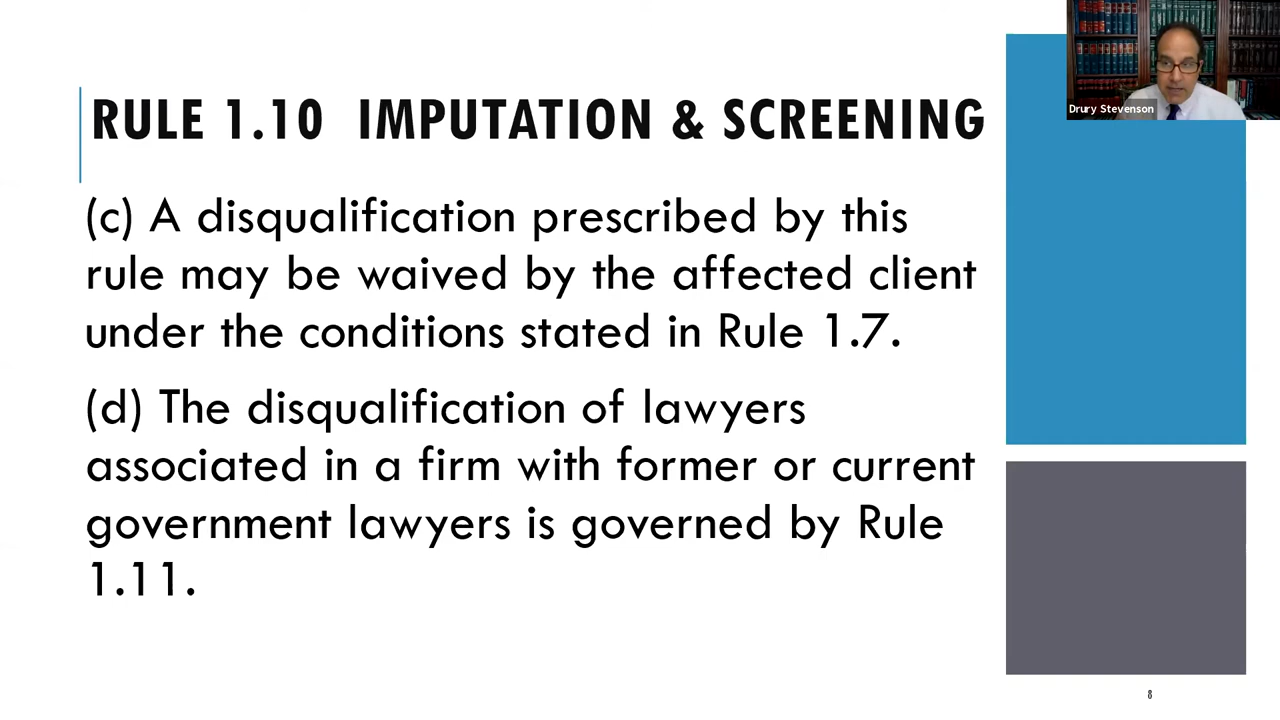 RULE 1.10 IMPUTATION & SCREENING
Drury Stevenson
(c) A disqualification prescribed by this
rule may be waived by the affected client
under the conditions stated in Rule 1.7.
(d) The disqualification of lawyers
associated in a firm with former or current
government lawyers is governed by Rule
1.11.
8